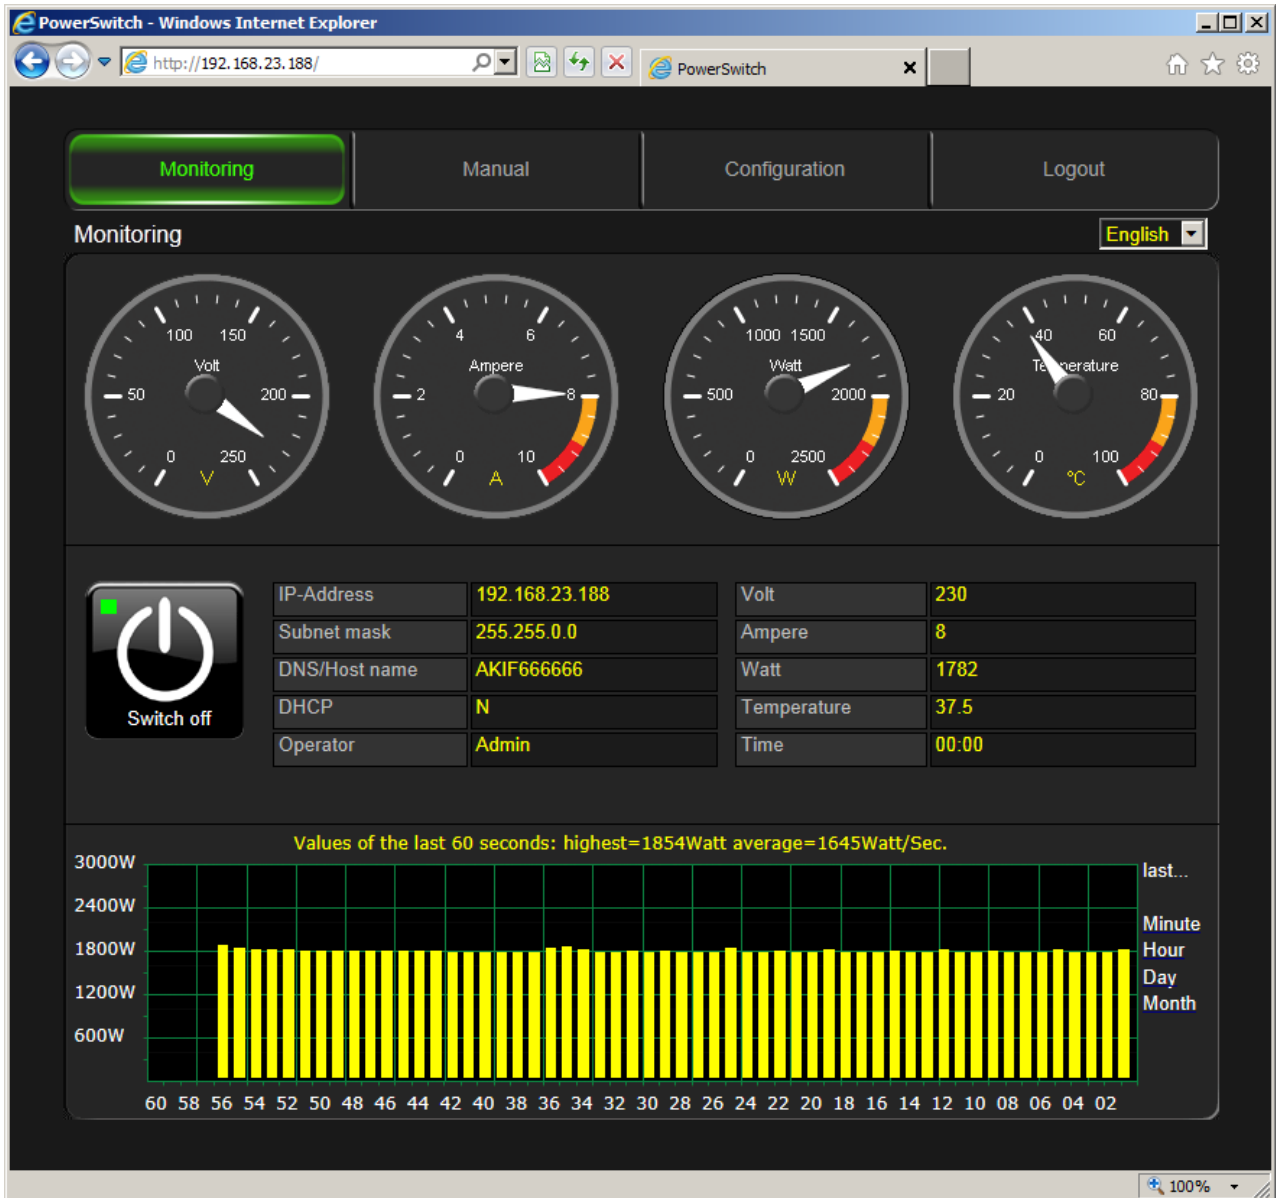 PowerSwitch - Windows Internet Explorer
http://192.168.23.188/
PowerSwitch
Monitoring Manual Configuration Logout
Monitoring English
100 150
Volt
50 200
0 250
V
4 6
Ampere
2 8
0 10
A
1000 1500
Watt
500 2000
0 2500
W
40 60
20 80
0 100
°C
Switch off
IP-Address 192.168.23.188
Subnet mask 255.255.0.0
DNS/Host name AKIF666666
DHCP N
Operator Admin
Volt 230
Ampere 8
Watt 1782
Temperature 37.5
Time 00:00
Values of the last 60 seconds: highest=1854Watt average=1645Watt/Sec.
3000W
2400W
1800W
1200W
600W
60 58 56 54 52 50 48 46 44 42 40 38 36 34 32 30 28 26 24 22 20 18 16 14 12 10 08 06 04 02
last...
Minute
Hour
Day
Month
100%